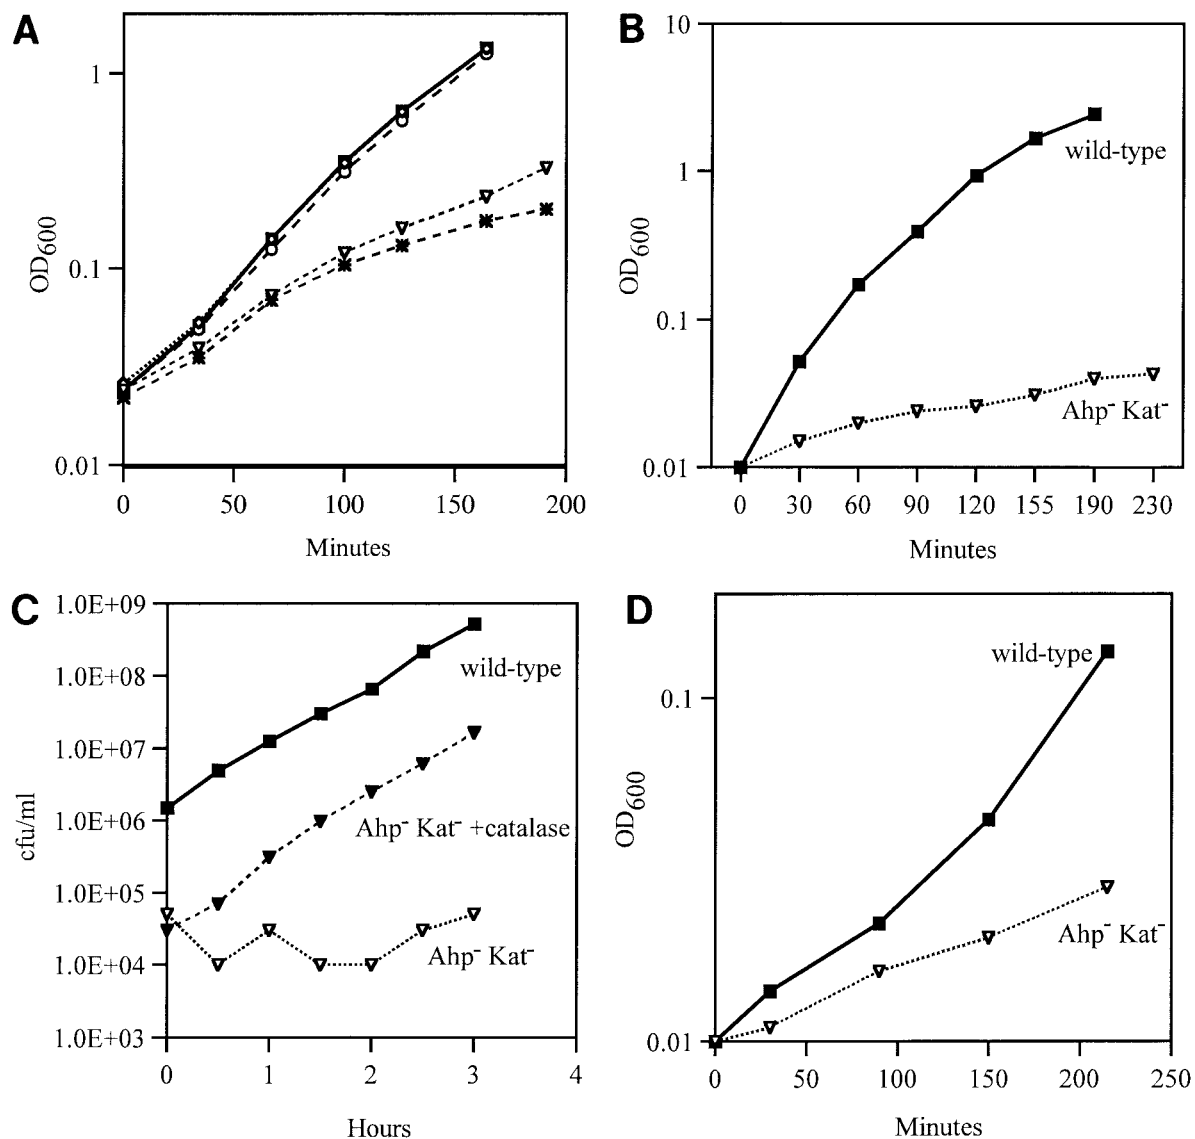 A
1
0.1
0.01
OD600
0 50 100 150 200
Minutes
B
10
1
0.1
0.01
OD600
wild-type
Ahp- Kat-
0 30 60 90 120 155 190 230
Minutes
C
1.0E+09
1.0E+08
1.0E+07
1.0E+06
1.0E+05
1.0E+04
1.0E+03
cfu/ml
wild-type
Ahp- Kat- +catalase
Ahp- Kat-
0 1 2 3 4
Hours
D
0.1
0.01
OD600
wild-type
Ahp- Kat-
0 50 100 150 200 250
Minutes